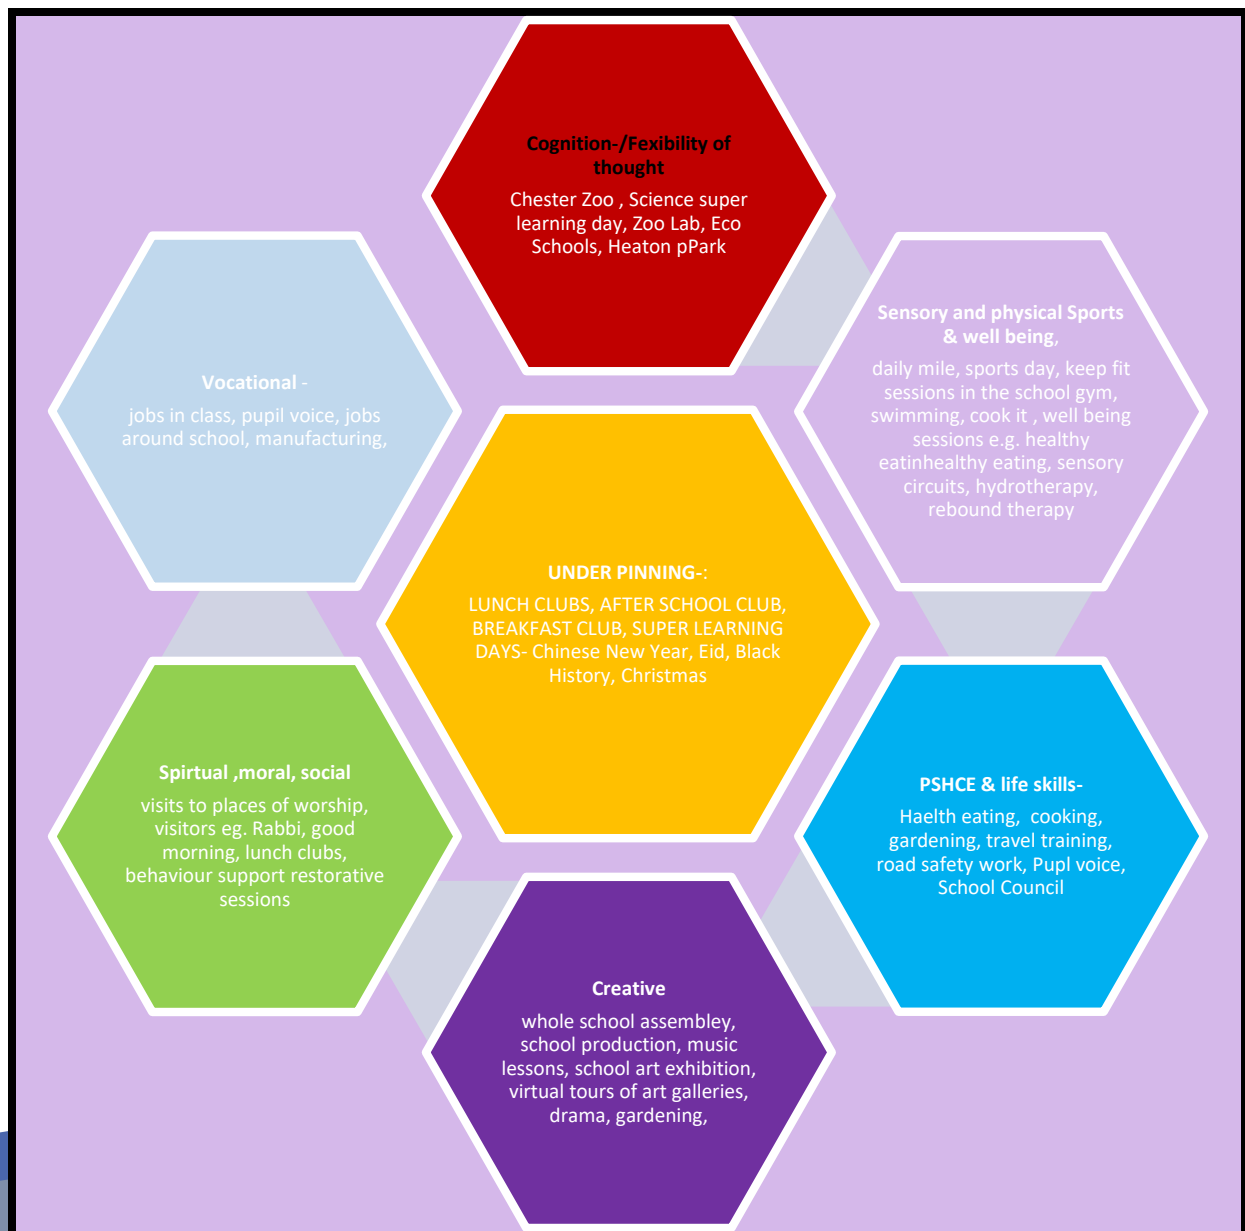 Cognition-/Fexibility of
thought
Chester Zoo , Science super
learning day, Zoo Lab, Eco
Schools, Heaton pPark
Sensory and physical Sports
& well being,
daily mile, sports day, keep fit
sessions in the school gym,
swimming, cook it , well being
sessions e.g. healthy
eatinhealthy eating, sensory
circuits, hydrotherapy,
rebound therapy
Vocational -
jobs in class, pupil voice, jobs
around school, manufacturing,
UNDER PINNING-:
LUNCH CLUBS, AFTER SCHOOL CLUB,
BREAKFAST CLUB, SUPER LEARNING
DAYS- Chinese New Year, Eid, Black
History, Christmas
Spirtual ,moral, social
visits to places of worship,
visitors eg. Rabbi, good
morning, lunch clubs,
behaviour support restorative
sessions
PSHCE & life skills-
Haelth eating,  cooking,
gardening, travel training,
road safety work, Pupl voice,
School Council
Creative
whole school assembley,
school production, music
lessons, school art exhibition,
virtual tours of art galleries,
drama, gardening,